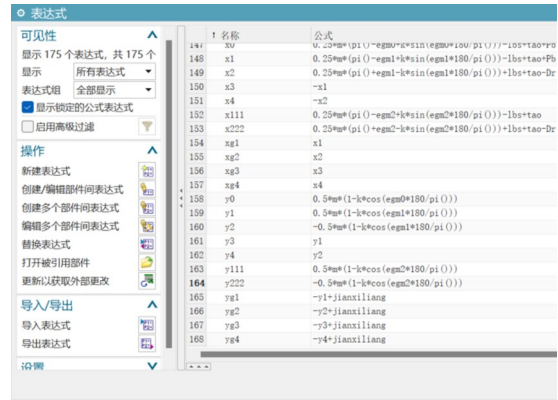 表达式
可见性
显示 175 个表达式，共 175 个
显示 所有表达式
表达式组 全部显示
显示锁定的公式表达式
启用高级过滤
操作
新建表达式
创建/编辑部件间表达式
创建多个部件间表达式
编辑多个部件间表达式
替换表达式
打开被引用部件
更新以获取外部更改
导入/导出
导入表达式
导出表达式
设置
↑ 名称 公式
147 x0 0.25*m*(pi()-egm0-k*sin(egm0*180/pi()))-lbs+tao+Pb
148 x1 0.25*m*(pi()-egm1+k*sin(egm1*180/pi()))-lbs+tao+Pb
149 x2 0.25*m*(pi()+egm1-k*sin(egm1*180/pi()))+lbs+tao-Dr
150 x3 -x1
151 x4 -x2
152 x111 0.25*m*(pi()-egm2+k*sin(egm2*180/pi()))-lbs+tao
153 x222 0.25*m*(pi()+egm2-k*sin(egm2*180/pi()))+lbs+tao-Dr
154 xg1 x1
155 xg2 x2
156 xg3 x3
157 xg4 x4
158 y0 0.5*m*(1-k*cos(egm0*180/pi()))
159 y1 0.5*m*(1-k*cos(egm1*180/pi()))
160 y2 -0.5*m*(1-k*cos(egm1*180/pi()))
161 y3 y1
162 y4 y2
163 y111 0.5*m*(1-k*cos(egm2*180/pi()))
164 y222 -0.5*m*(1-k*cos(egm2*180/pi()))
165 yg1 -y1+jianxiliang
166 yg2 -y2+jianxiliang
167 yg3 -y3+jianxiliang
168 yg4 -y4+jianxiliang